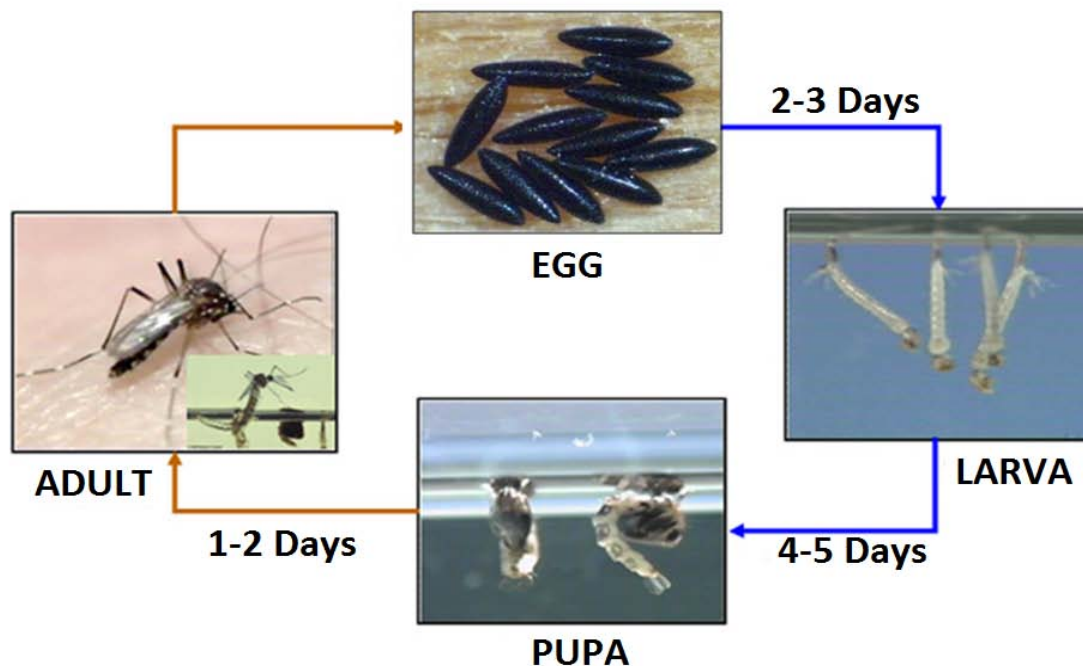 2-3 Days
EGG
LARVA
ADULT
1-2 Days
4-5 Days
PUPA